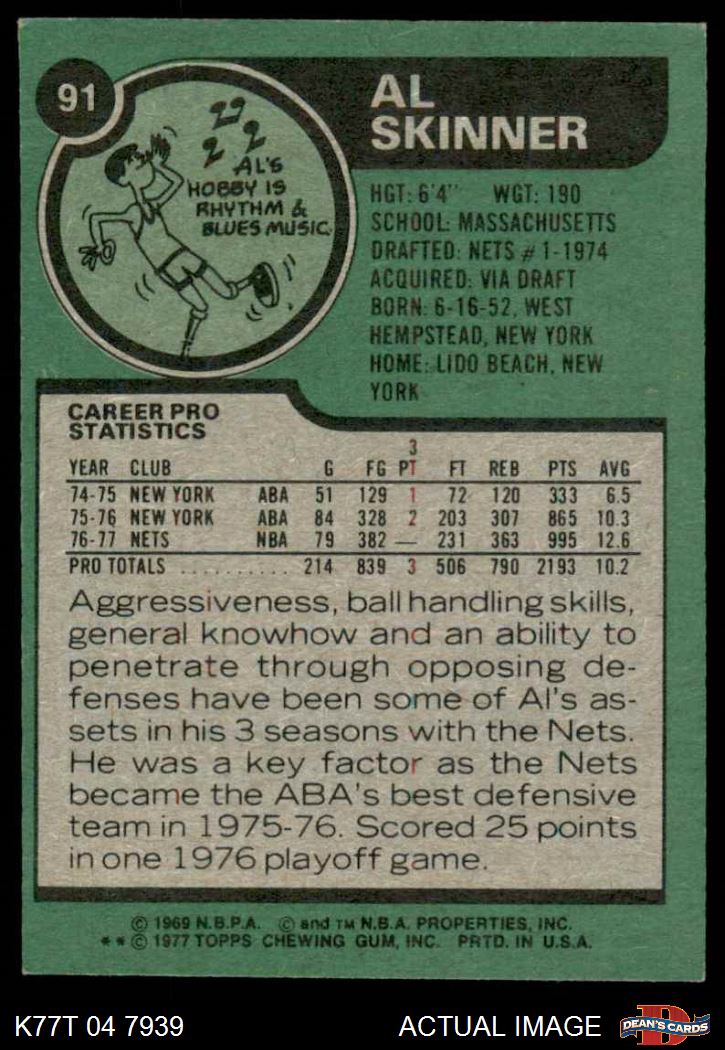 91
AL
SKINNER
AL'S
HOBBY IS
RHYTHM &
BLUES MUSIC.
HGT: 6'4" WGT: 190
SCHOOL: MASSACHUSETTS
DRAFTED: NETS #1-1974
ACQUIRED: VIA DRAFT
BORN: 6-16-52, WEST
HEMPSTEAD, NEW YORK
HOME: LIDO BEACH, NEW
YORK
CAREER PRO
STATISTICS
YEAR CLUB G FG 3 PT FT REB PTS AVG
74-75 NEW YORK ABA 51 129 1 72 120 333 6.5
75-76 NEW YORK ABA 84 328 2 203 307 865 10.3
76-77 NETS NBA 79 382 — 231 363 995 12.6
PRO TOTALS .......... 214 839 3 506 790 2193 10.2
Aggressiveness, ball handling skills,
general knowhow and an ability to
penetrate through opposing de-
fenses have been some of Al's as-
sets in his 3 seasons with the Nets.
He was a key factor as the Nets
became the ABA's best defensive
team in 1975-76. Scored 25 points
in one 1976 playoff game.
© 1969 N.B.P.A. © and TM N.B.A. PROPERTIES, INC.
** © 1977 TOPPS CHEWING GUM, INC. PRTD. IN U.S.A.
K77T 04 7939 ACTUAL IMAGE D DEAN'S CARDS